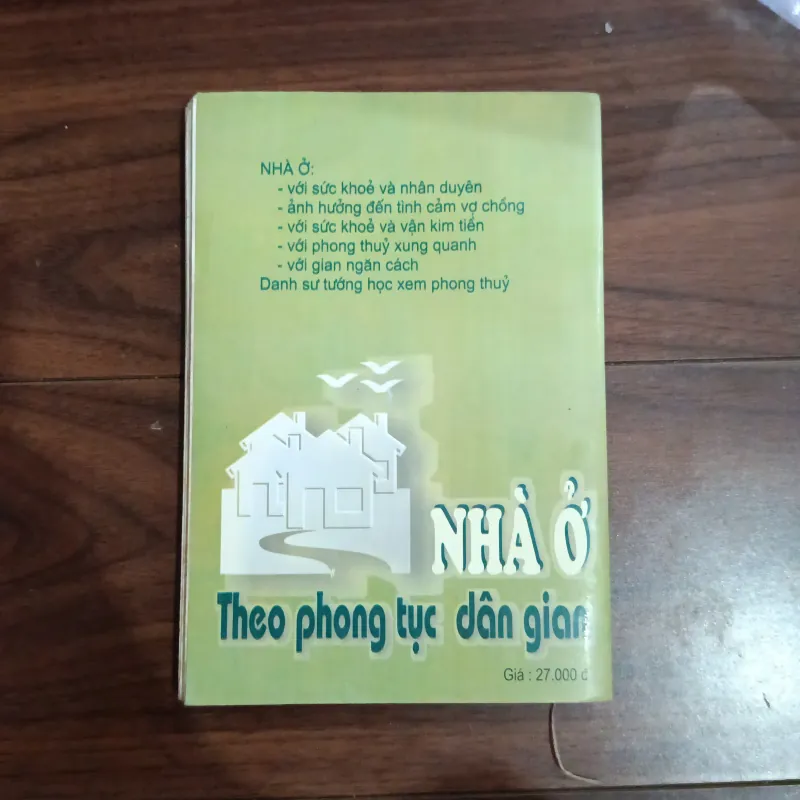 NHÀ Ở:
- với sức khoẻ và nhân duyên
- ảnh hưởng đến tình cảm vợ chồng
- với sức khoẻ và vận kim tiền
- với phong thuỷ xung quanh
- với gian ngăn cách
Danh sư tướng học xem phong thuỷ
NHÀ Ở
Theo phong tục dân gian
Giá : 27.000 đ